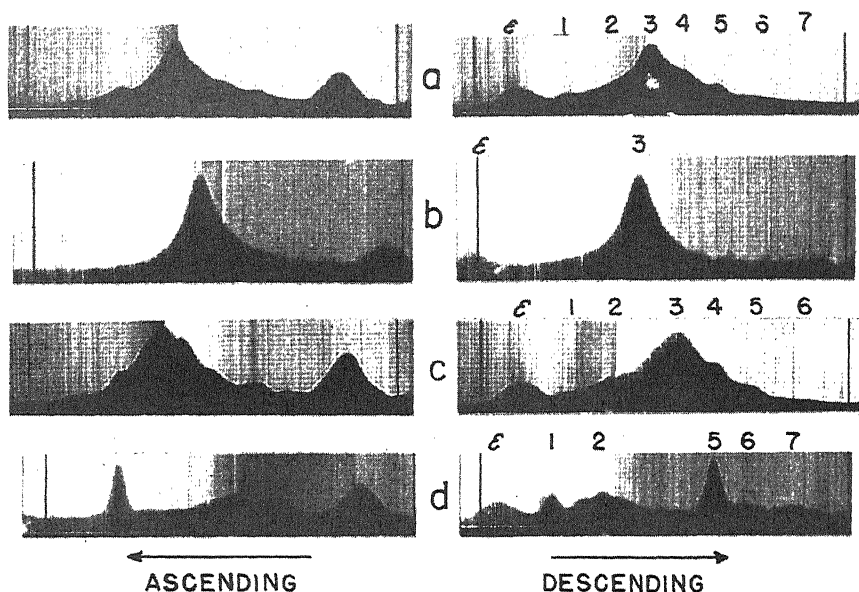 ε 1 2 3 4 5 6 7
a
ε 3
b
ε 1 2 3 4 5 6
c
ε 1 2 5 6 7
d
ASCENDING DESCENDING